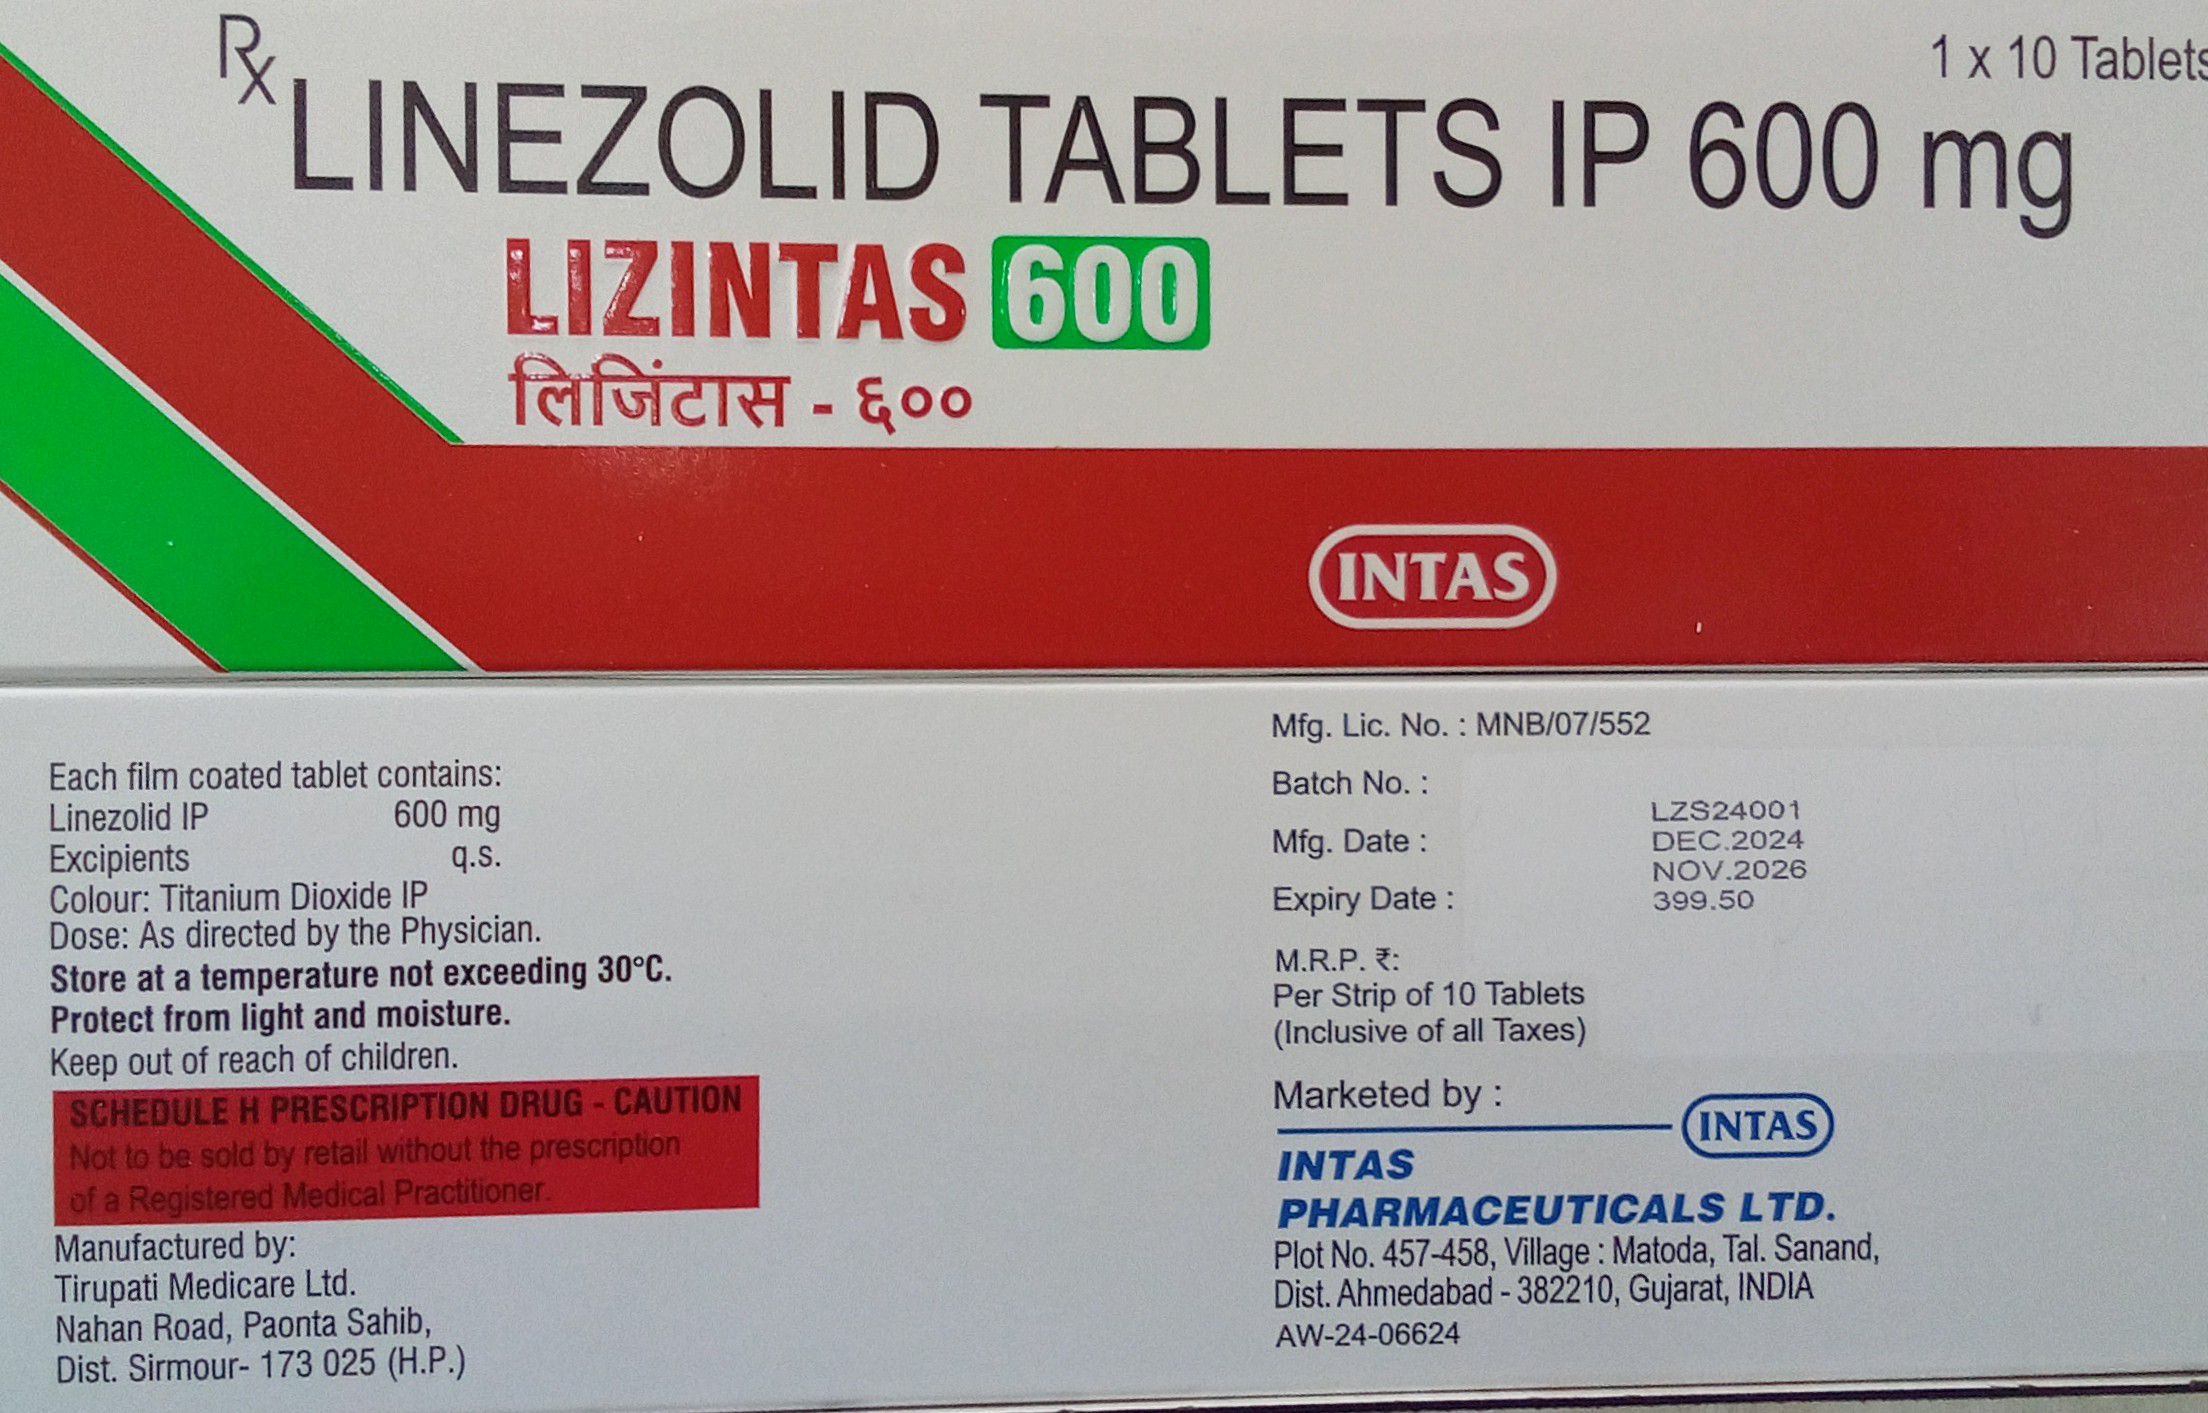 Rx
1 x 10 Tablets
LINEZOLID TABLETS IP 600 mg
LIZINTAS 600
लिजिंटास - ६००
INTAS
Each film coated tablet contains:
Linezolid IP 600 mg
Excipients q.s.
Colour: Titanium Dioxide IP
Dose: As directed by the Physician.
Store at a temperature not exceeding 30°C.
Protect from light and moisture.
Keep out of reach of children.
SCHEDULE H PRESCRIPTION DRUG - CAUTION
Not to be sold by retail without the prescription
of a Registered Medical Practitioner.
Manufactured by:
Tirupati Medicare Ltd.
Nahan Road, Paonta Sahib,
Dist. Sirmour- 173 025 (H.P.)
Mfg. Lic. No. : MNB/07/552
Batch No. :
Mfg. Date :
Expiry Date :
M.R.P. ₹:
Per Strip of 10 Tablets
(Inclusive of all Taxes)
LZS24001
DEC.2024
NOV.2026
399.50
Marketed by :
INTAS
INTAS
PHARMACEUTICALS LTD.
Plot No. 457-458, Village : Matoda, Tal. Sanand,
Dist. Ahmedabad - 382210, Gujarat, INDIA
AW-24-06624